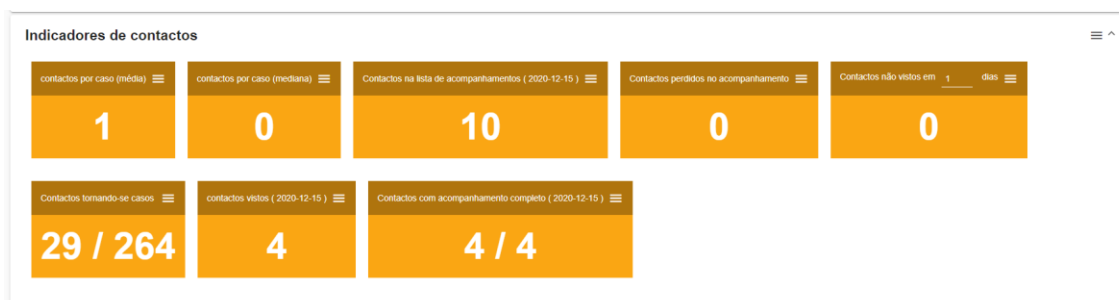 Indicadores de contactos
contactos por caso (média)
1
contactos por caso (mediana)
0
Contactos na lista de acompanhamentos ( 2020-12-15 )
10
Contactos perdidos no acompanhamento
0
Contactos não vistos em 1 dias
0
Contactos tornando-se casos
29 / 264
contactos vistos ( 2020-12-15 )
4
Contactos com acompanhamento completo ( 2020-12-15 )
4 / 4